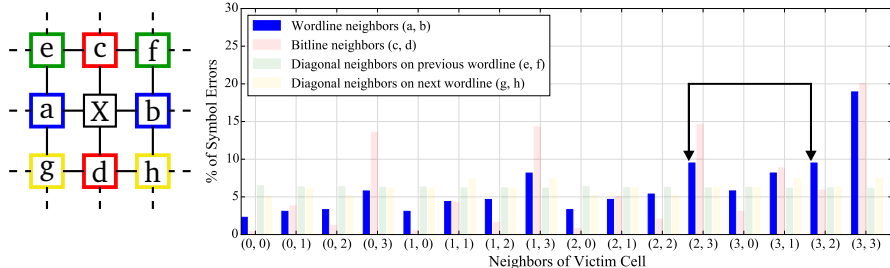 e c f
a X b
g d h
% of Symbol Errors
30
25
20
15
10
5
0
Wordline neighbors (a, b)
Bitline neighbors (c, d)
Diagonal neighbors on previous wordline (e, f)
Diagonal neighbors on next wordline (g, h)
(0, 0) (0, 1) (0, 2) (0, 3) (1, 0) (1, 1) (1, 2) (1, 3) (2, 0) (2, 1) (2, 2) (2, 3) (3, 0) (3, 1) (3, 2) (3, 3)
Neighbors of Victim Cell